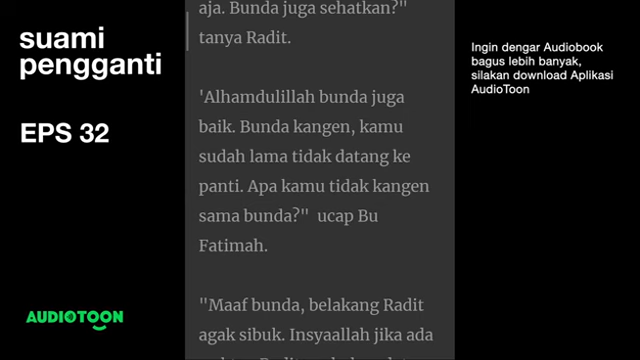 suami
pengganti
EPS 32
AUDIOTOON
aja. Bunda juga sehatkan?"
tanya Radit.
'Alhamdulillah bunda juga
baik. Bunda kangen, kamu
sudah lama tidak datang ke
panti. Apa kamu tidak kangen
sama bunda?" ucap Bu
Fatimah.
"Maaf bunda, belakang Radit
agak sibuk. Insyaallah jika ada
Ingin dengar Audiobook
bagus lebih banyak,
silakan download Aplikasi
AudioToon